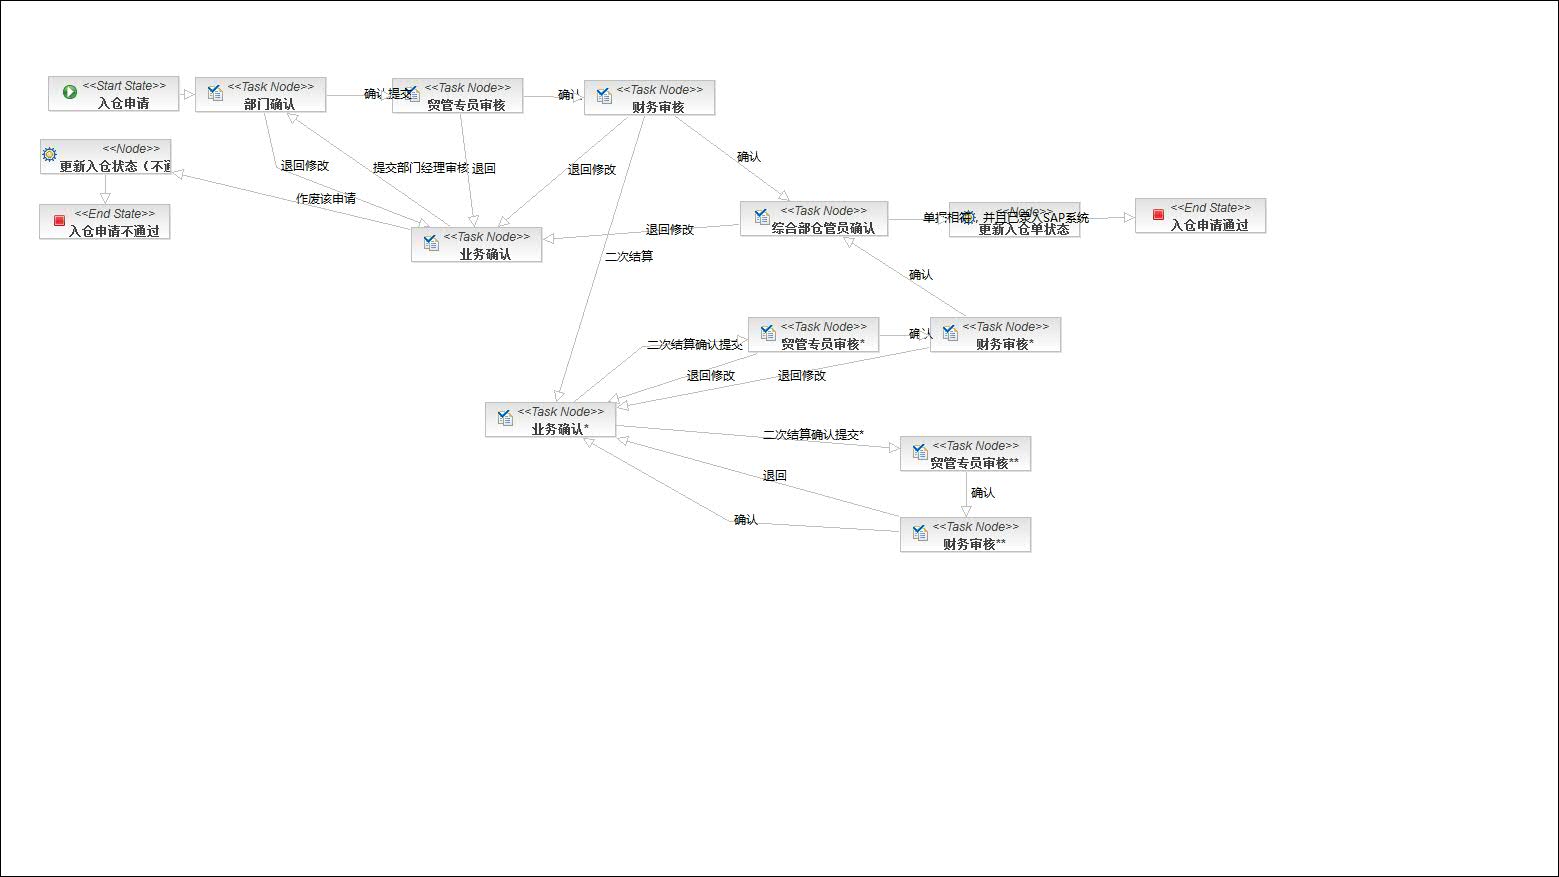 <<Start State>>
入仓申请
<<Task Node>>
部门确认
确认提交
<<Task Node>>
贸管专员审核
确认
<<Task Node>>
财务审核
<<Node>>
更新入仓状态（不通
退回修改
提交部门经理审核
退回
退回修改
确认
作废该申请
<<End State>>
入仓申请不通过
<<Task Node>>
业务确认
退回修改
<<Task Node>>
综合部仓管员确认
并且已录入SAP系统
<<Node>>
更新入仓单状态
<<End State>>
入仓申请通过
二次结算
确认
二次结算确认提交
<<Task Node>>
贸管专员审核*
确认
<<Task Node>>
财务审核*
退回修改
退回修改
<<Task Node>>
业务确认*
二次结算确认提交*
<<Task Node>>
贸管专员审核**
退回
确认
确认
<<Task Node>>
财务审核**